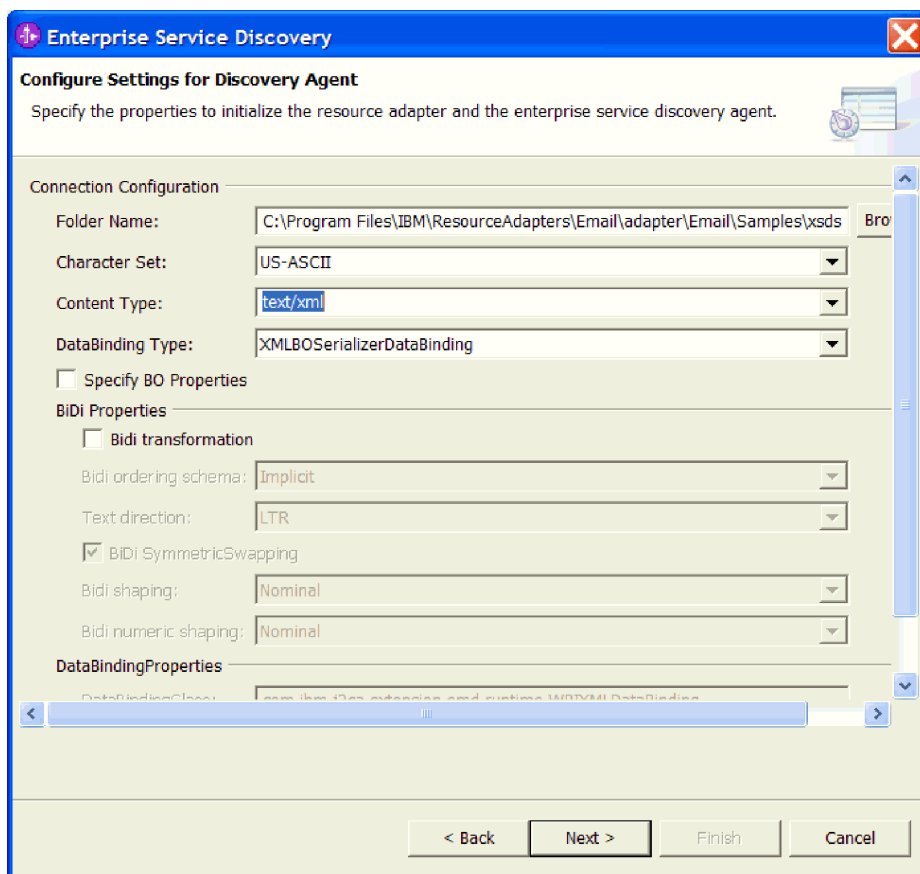 Enterprise Service Discovery
Configure Settings for Discovery Agent
Specify the properties to initialize the resource adapter and the enterprise service discovery agent.
Connection Configuration
Folder Name: C:\Program Files\IBM\ResourceAdapters\Email\adapter\Email\Samples\xsds Bro
Character Set: US-ASCII
Content Type: text/xml
DataBinding Type: XMLBOSerializerDataBinding
Specify BO Properties
BiDi Properties
Bidi transformation
Bidi ordering schema: Implicit
Text direction: LTR
BiDi SymmetricSwapping
Bidi shaping: Nominal
Bidi numeric shaping: Nominal
DataBindingProperties
< Back Next > Finish Cancel